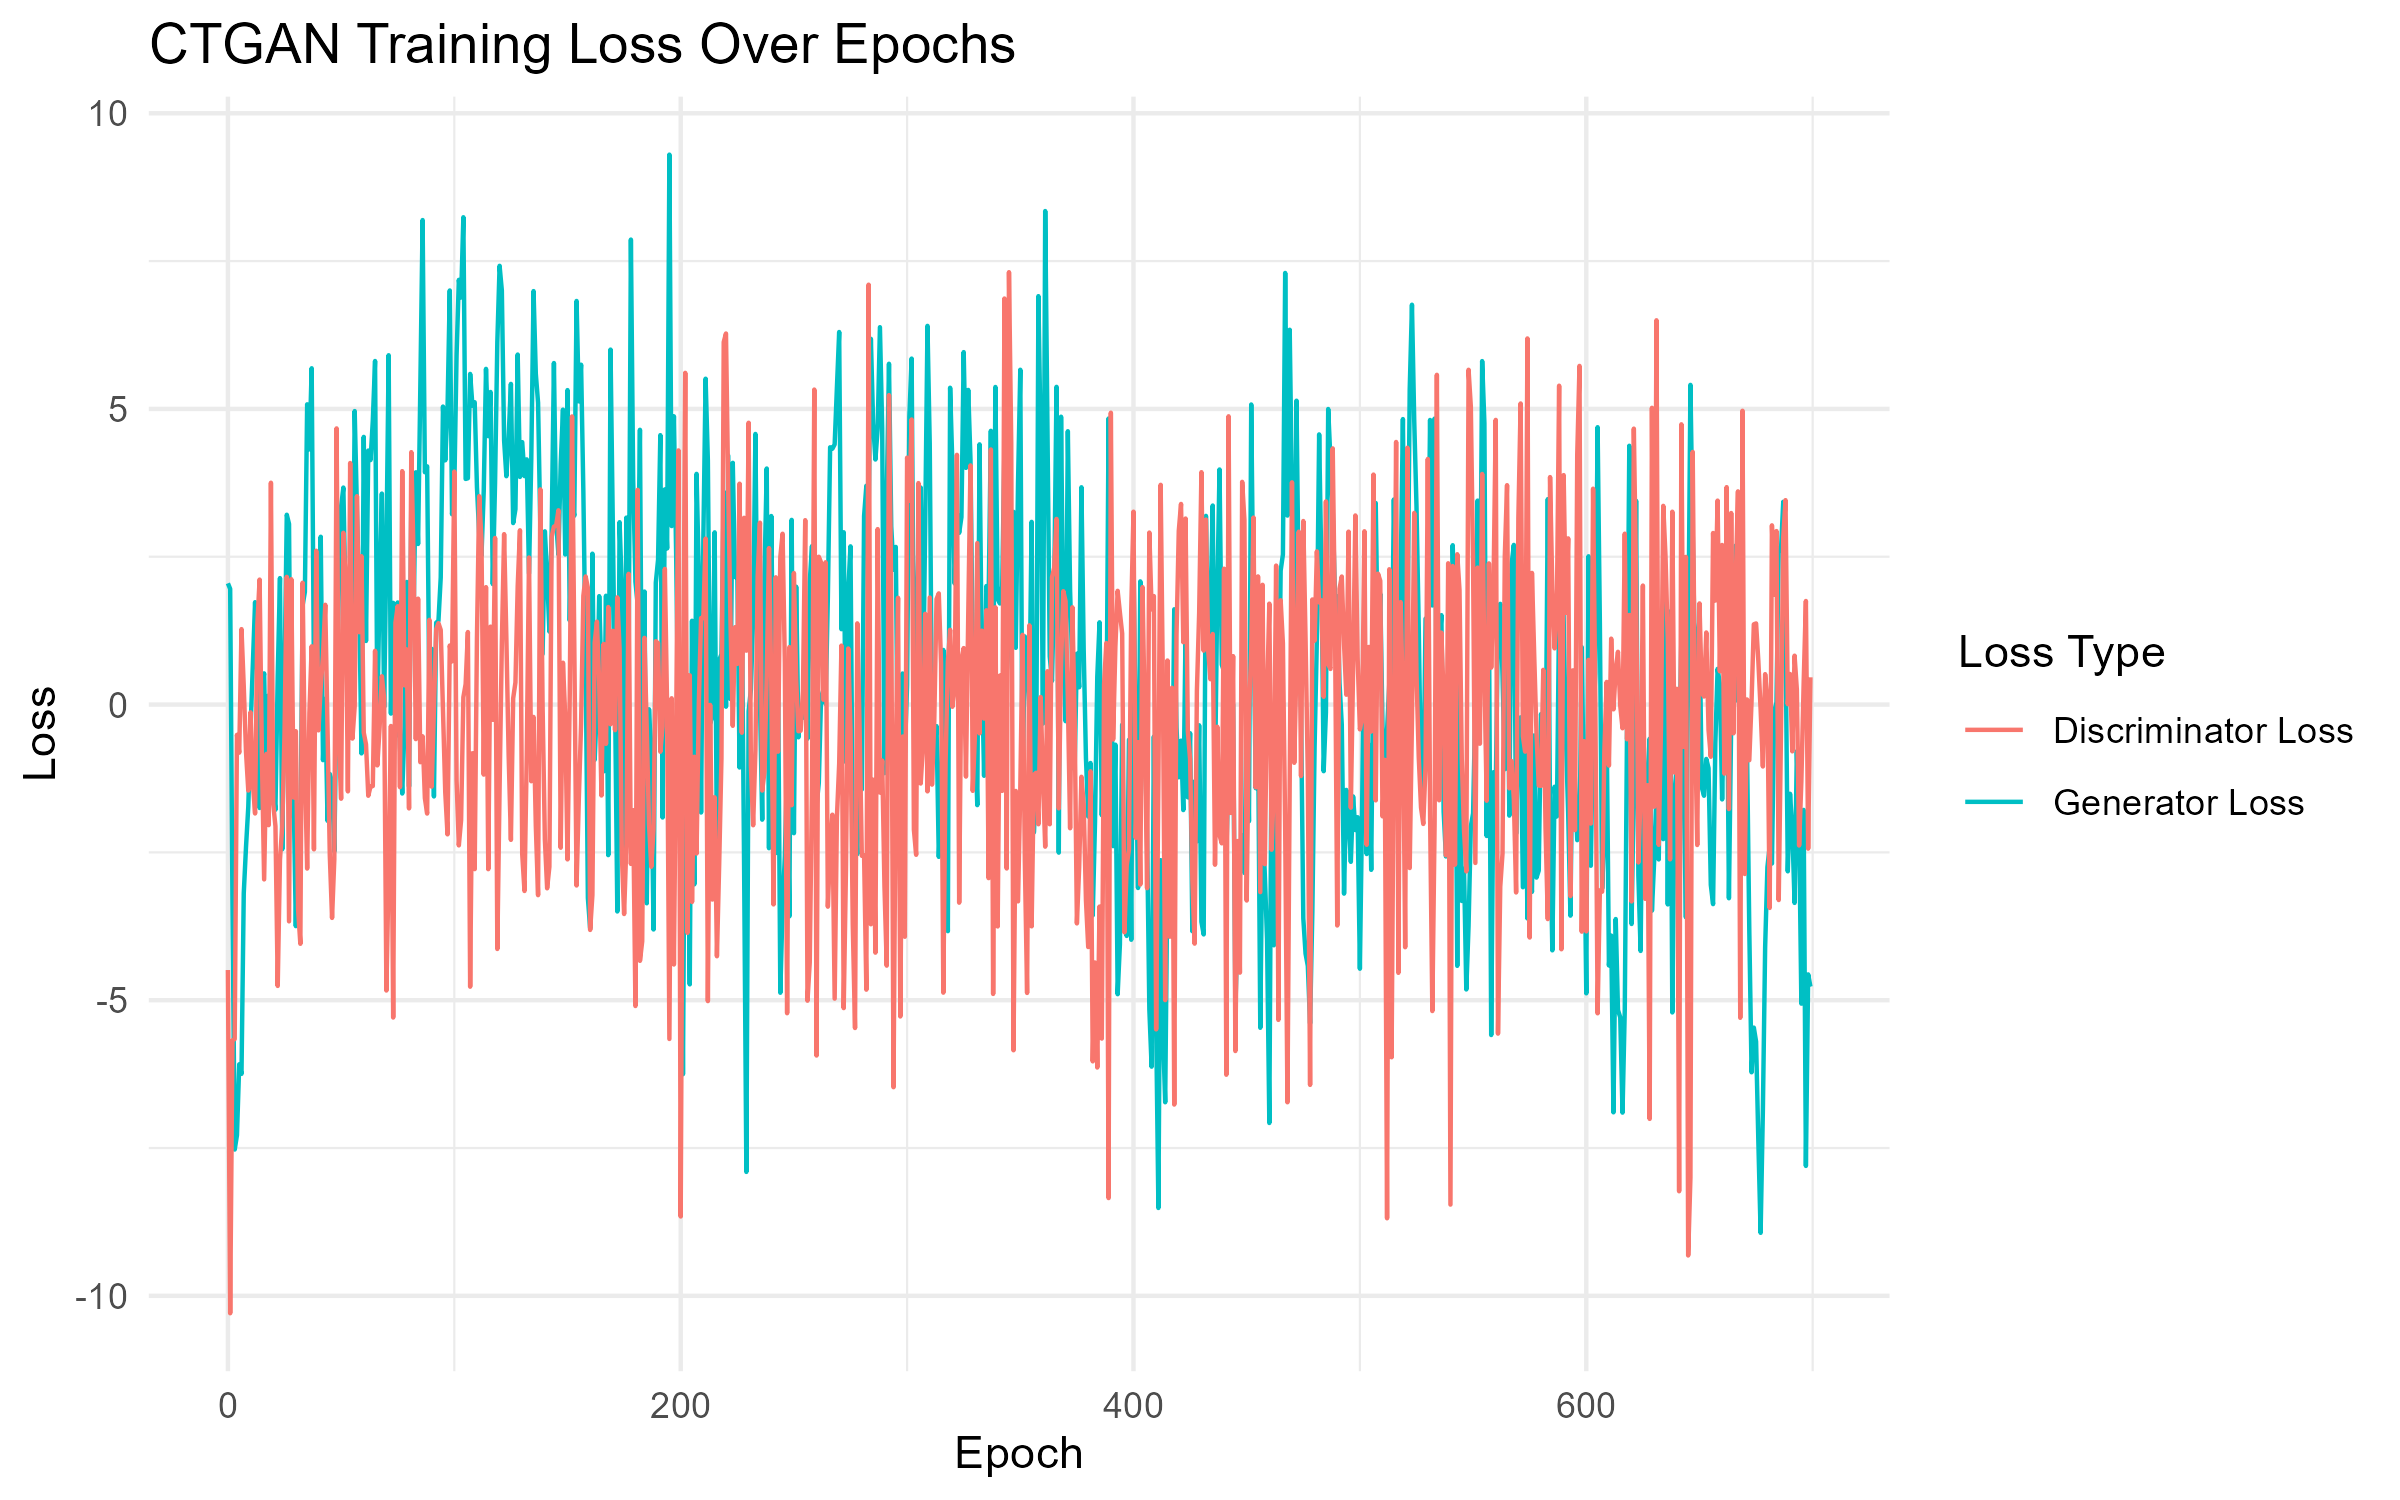 CTGAN Training Loss Over Epochs
10
5
0
-5
-10
Loss
0
200
400
600
Epoch
Loss Type
Discriminator Loss
Generator Loss